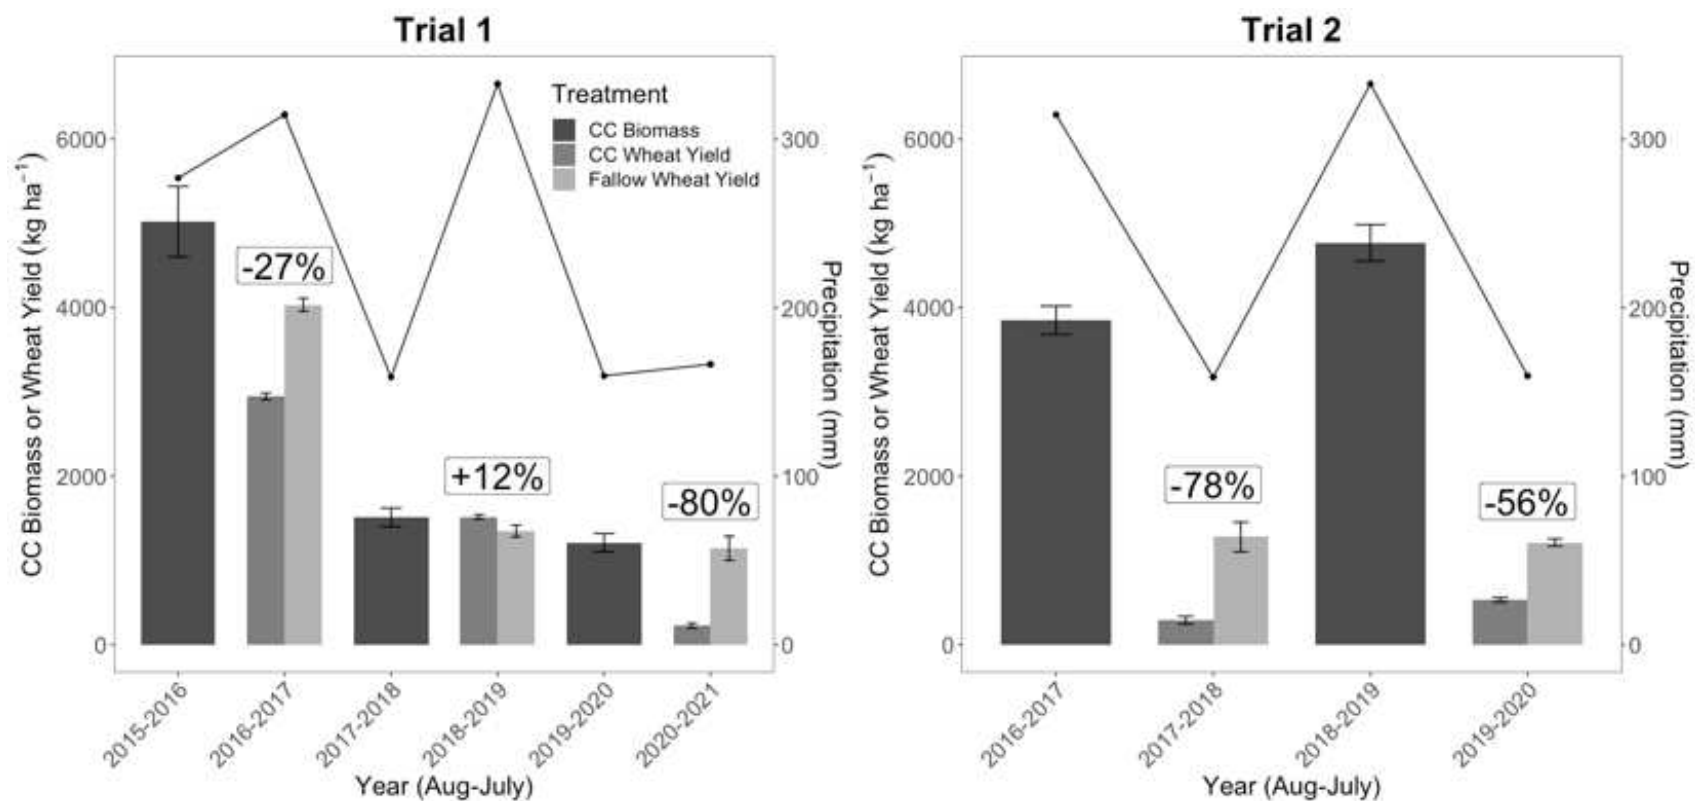 Trial 1
Treatment
CC Biomass
CC Wheat Yield
Fallow Wheat Yield
CC Biomass or Wheat Yield (kg ha⁻¹)
6000
4000
2000
0
-27%
+12%
-80%
300
200
100
0
Precipitation (mm)
2015-2016
2016-2017
2017-2018
2018-2019
2019-2020
2020-2021
Year (Aug-July)
Trial 2
CC Biomass or Wheat Yield (kg ha⁻¹)
6000
4000
2000
0
-78%
-56%
300
200
100
0
Precipitation (mm)
2016-2017
2017-2018
2018-2019
2019-2020
Year (Aug-July)